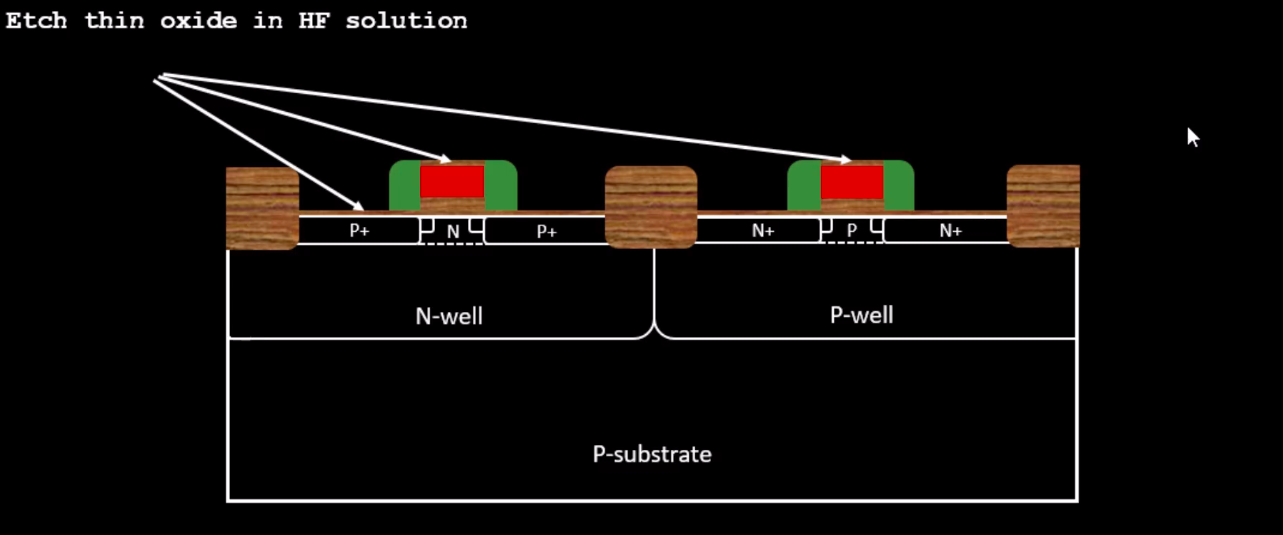 Etch thin oxide in HF solution
P+ N P+ N+ P N+
N-well P-well
P-substrate